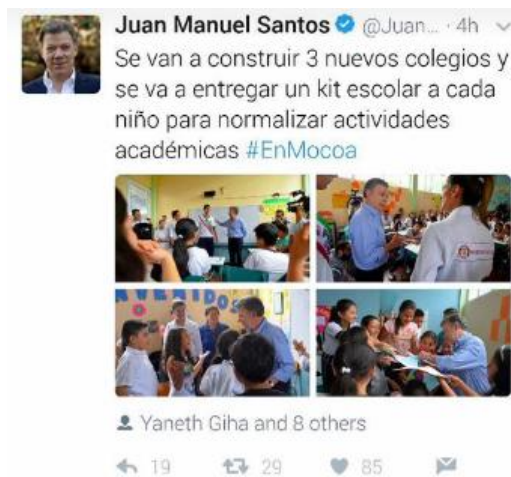 Juan Manuel Santos @Juan... · 4h
Se van a construir 3 nuevos colegios y
se va a entregar un kit escolar a cada
niño para normalizar actividades
académicas #EnMocoa
Yaneth Giha and 8 others
19 29 85